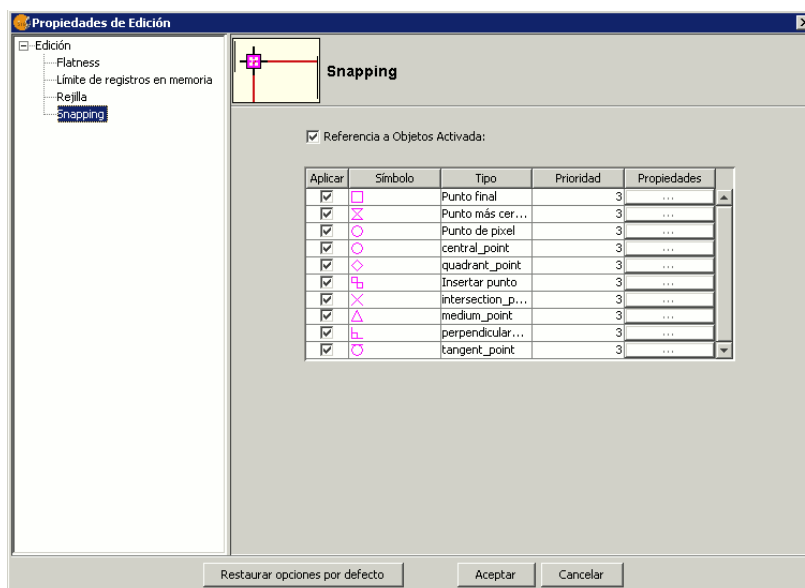 Propiedades de Edición
Edición
Flatness
Límite de registros en memoria
Rejilla
Snapping
Snapping
Referencia a Objetos Activada:
Aplicar Símbolo Tipo Prioridad Propiedades
Punto final 3 ...
Punto más cer... 3 ...
Punto de pixel 3 ...
central_point 3 ...
quadrant_point 3 ...
Insertar punto 3 ...
intersection_p... 3 ...
medium_point 3 ...
perpendicular... 3 ...
tangent_point 3 ...
Restaurar opciones por defecto Aceptar Cancelar